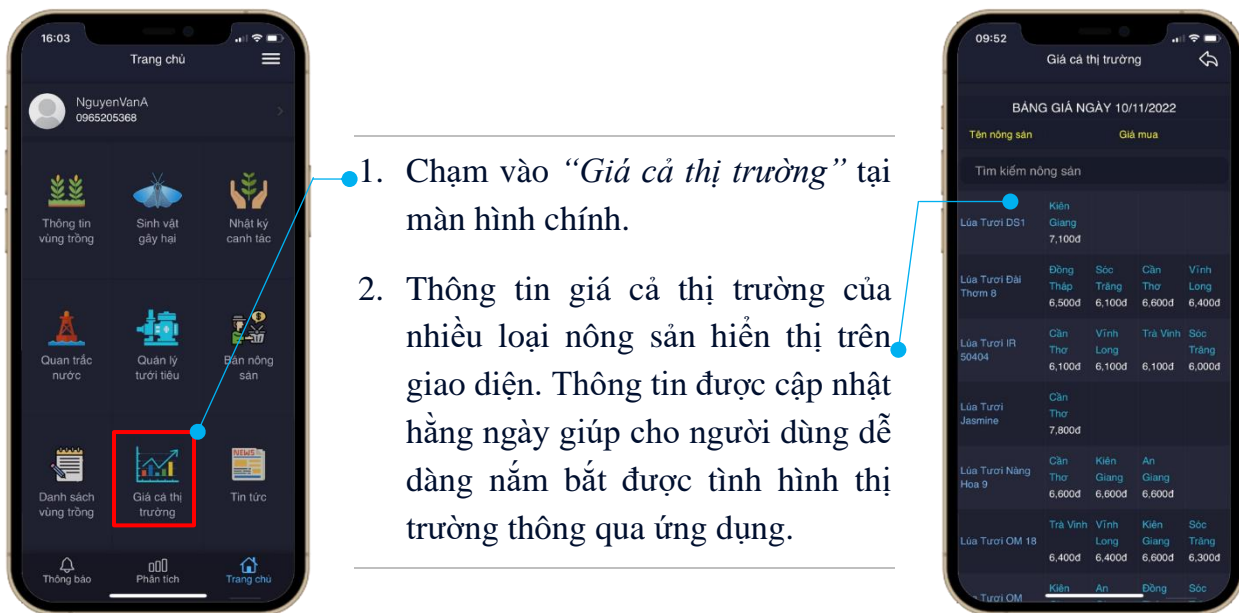 16:03
Trang chủ
NguyenVanA
0965205368
Thông tin
vùng trồng
Sinh vật
gây hại
Nhật ký
canh tác
Quan trắc
nước
Quản lý
tưới tiêu
Bán nông
sản
Danh sách
vùng trồng
Giá cả thị
trường
NEWS
Tin tức
Thông báo
Phân tích
Trang chủ
1. Chạm vào “Giá cả thị trường” tại
màn hình chính.
2. Thông tin giá cả thị trường của
nhiều loại nông sản hiển thị trên
giao diện. Thông tin được cập nhật
hằng ngày giúp cho người dùng dễ
dàng nắm bắt được tình hình thị
trường thông qua ứng dụng.
09:52
Giá cả thị trường
BẢNG GIÁ NGÀY 10/11/2022
Tên nông sản Giá mua
Tìm kiếm nông sản
Lúa Tươi DS1
Kiên
Giang
7,100đ
Lúa Tươi Đài
Thơm 8
Đồng Sóc Cần Vĩnh
Tháp Trăng Thơ Long
6,500đ 6,100đ 6,600đ 6,400đ
Lúa Tươi IR
50404
Cần Vĩnh Trà Vinh Sóc
Thơ Long Trăng
6,100đ 6,100đ 6,100đ 6,000đ
Lúa Tươi
Jasmine
Cần
Thơ
7,800đ
Lúa Tươi Nàng
Hoa 9
Cần Kiên An
Thơ Giang Giang
6,600đ 6,600đ 6,600đ
Lúa Tươi OM 18
Trà Vinh Vĩnh Kiên Sóc
Long Giang Trăng
6,400đ 6,400đ 6,600đ 6,300đ
Tươi OM
Kiên An Đồng Sóc